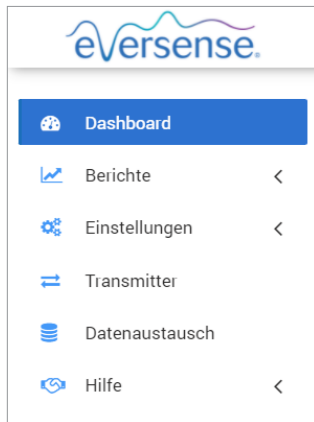 eversense®
Dashboard
Berichte
Einstellungen
Transmitter
Datenaustausch
Hilfe